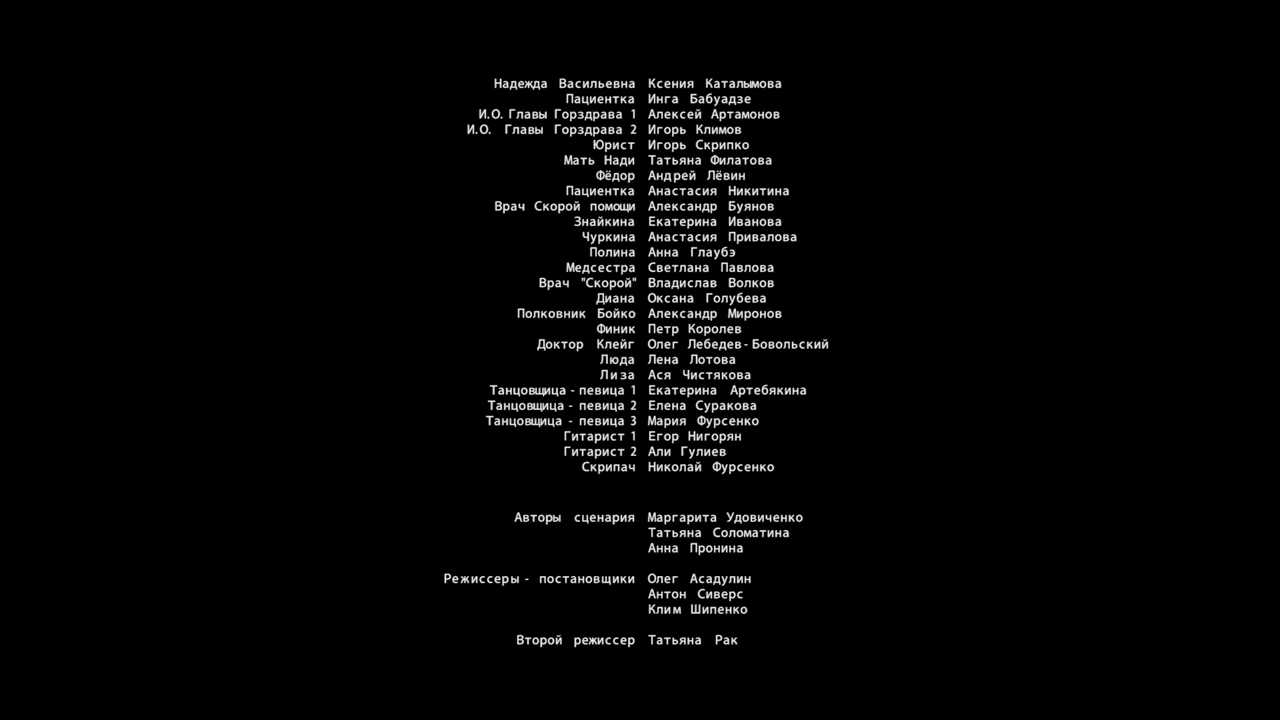 Надежда Васильевна Ксения Каталымова
Пациентка Инга Бабуадзе
И.О. Главы Горздрава 1 Алексей Артамонов
И.О. Главы Горздрава 2 Игорь Климов
Юрист Игорь Скрипко
Мать Нади Татьяна Филатова
Фёдор Андрей Лёвин
Пациентка Анастасия Никитина
Врач Скорой помощи Александр Буянов
Знайкина Екатерина Иванова
Чуркина Анастасия Привалова
Полина Анна Глаубэ
Медсестра Светлана Павлова
Врач "Скорой" Владислав Волков
Диана Оксана Голубева
Полковник Бойко Александр Миронов
Финик Петр Королев
Доктор Клейг Олег Лебедев-Бовольский
Люда Лена Лотова
Лиза Ася Чистякова
Танцовщица - певица 1 Екатерина Артебякина
Танцовщица - певица 2 Елена Суракова
Танцовщица - певица 3 Мария Фурсенко
Гитарист 1 Егор Нигорян
Гитарист 2 Али Гулиев
Скрипач Николай Фурсенко
Авторы сценария Маргарита Удовиченко
Татьяна Соломатина
Анна Пронина
Режиссеры - постановщики Олег Асадулин
Антон Сиверс
Клим Шипенко
Второй режиссер Татьяна Рак